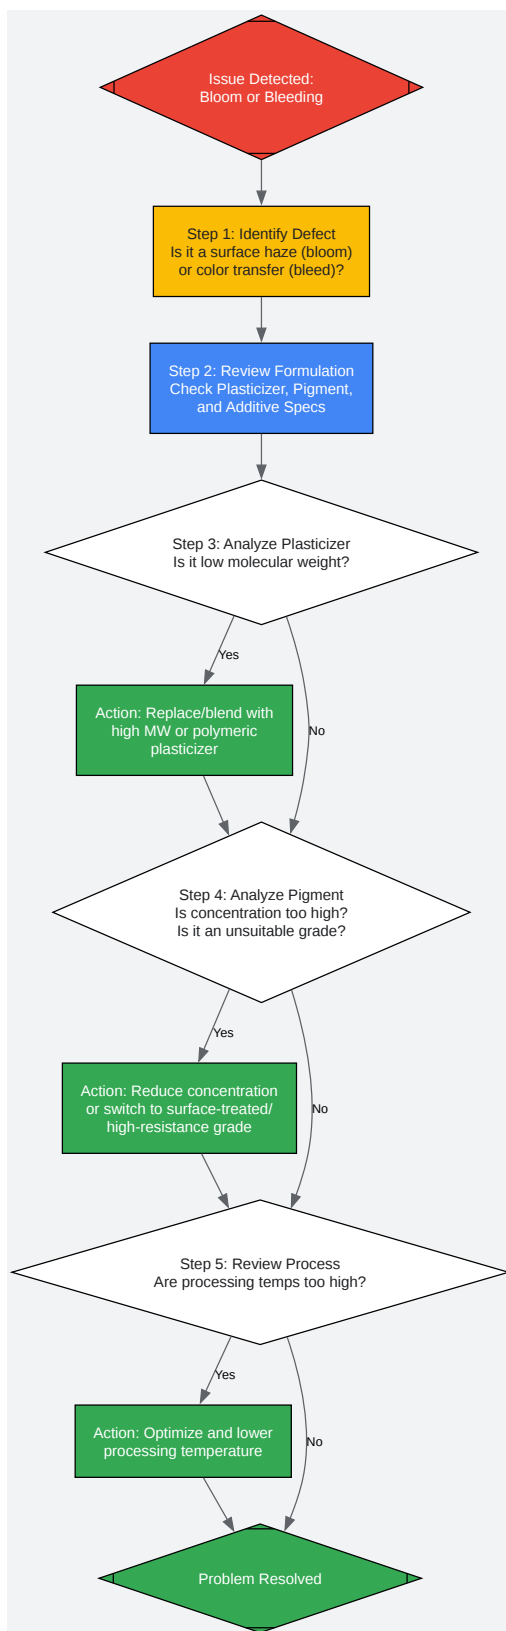 Issue Detected:
Bloom or Bleeding
Step 1: Identify Defect
Is it a surface haze (bloom)
or color transfer (bleed)?
Step 2: Review Formulation
Check Plasticizer, Pigment,
and Additive Specs
Step 3: Analyze Plasticizer
Is it low molecular weight?
Yes
Action: Replace/blend with
high MW or polymeric
plasticizer
No
Step 4: Analyze Pigment
Is concentration too high?
Is it an unsuitable grade?
Yes
Action: Reduce concentration
or switch to surface-treated/
high-resistance grade
No
Step 5: Review Process
Are processing temps too high?
Yes
Action: Optimize and lower
processing temperature
No
Problem Resolved